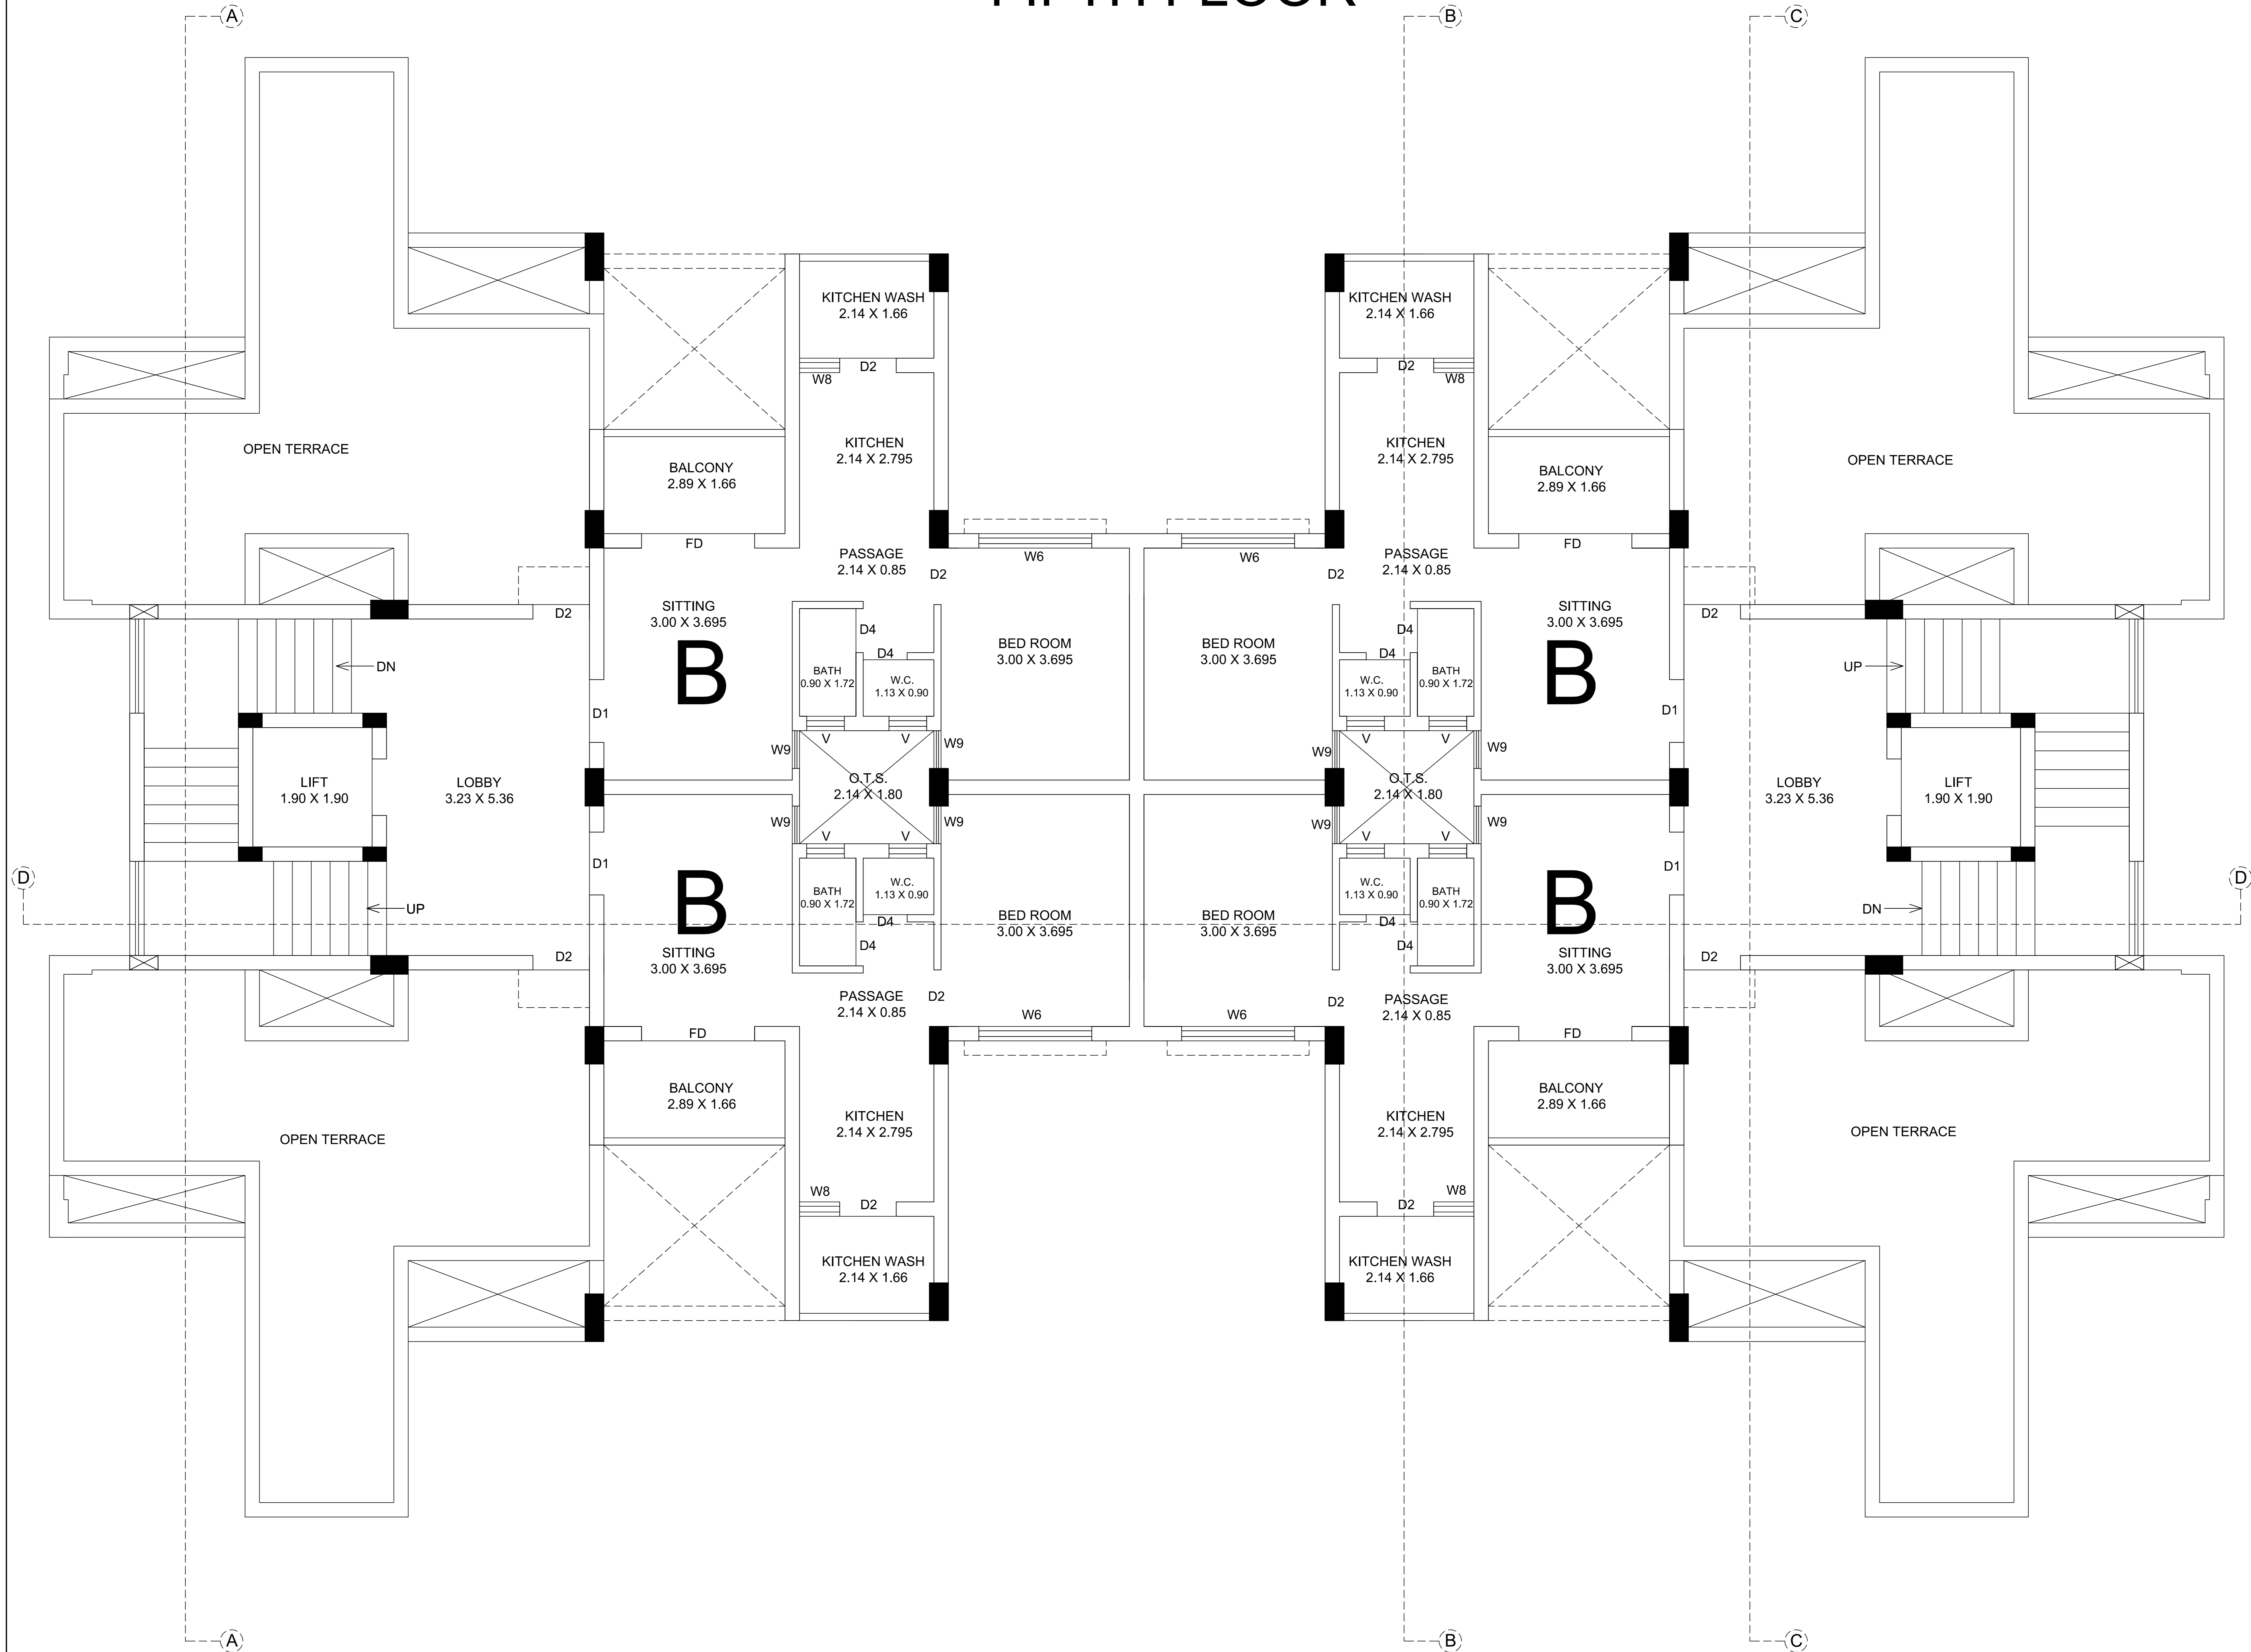 FIFTH FLOOR
A
B
C
KITCHEN WASH
2.14 X 1.66
KITCHEN WASH
2.14 X 1.66
D2
W8
D2
W8
OPEN TERRACE
KITCHEN
2.14 X 2.795
KITCHEN
2.14 X 2.795
OPEN TERRACE
BALCONY
2.89 X 1.66
BALCONY
2.89 X 1.66
FD
PASSAGE
2.14 X 0.85
W6
W6
PASSAGE
2.14 X 0.85
FD
D2
D2
D2
SITTING
3.00 X 3.695
SITTING
3.00 X 3.695
D2
D4
D4
D4
D4
BED ROOM
3.00 X 3.695
BED ROOM
3.00 X 3.695
DN
B
BATH
0.90 X 1.72
W.C.
1.13 X 0.90
W.C.
1.13 X 0.90
BATH
0.90 X 1.72
B
UP
D1
D1
V
V
V
V
W9
W9
W9
W9
LIFT
1.90 X 1.90
LOBBY
3.23 X 5.36
O.T.S.
2.14 X 1.80
O.T.S.
2.14 X 1.80
LOBBY
3.23 X 5.36
LIFT
1.90 X 1.90
W9
W9
W9
W9
V
V
V
V
D1
D1
D
D
B
BATH
0.90 X 1.72
W.C.
1.13 X 0.90
W.C.
1.13 X 0.90
BATH
0.90 X 1.72
B
UP
DN
BED ROOM
3.00 X 3.695
BED ROOM
3.00 X 3.695
D4
D4
D4
D4
D2
SITTING
3.00 X 3.695
SITTING
3.00 X 3.695
D2
PASSAGE
2.14 X 0.85
D2
D2
PASSAGE
2.14 X 0.85
W6
W6
FD
FD
BALCONY
2.89 X 1.66
BALCONY
2.89 X 1.66
OPEN TERRACE
KITCHEN
2.14 X 2.795
KITCHEN
2.14 X 2.795
OPEN TERRACE
W8
D2
D2
W8
KITCHEN WASH
2.14 X 1.66
KITCHEN WASH
2.14 X 1.66
A
B
C